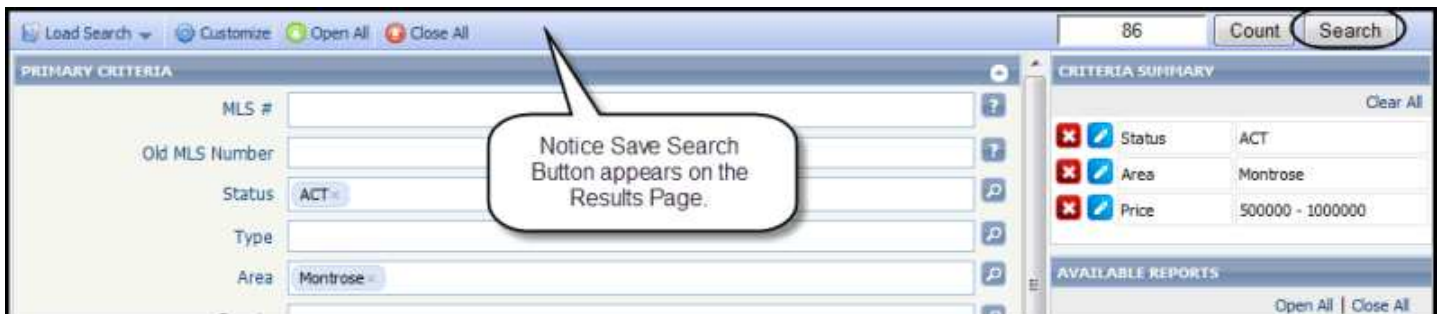 Load Search Customize Open All Close All
86 Count Search
PRIMARY CRITERIA
MLS #
Old MLS Number
Status ACT ×
Type
Area Montrose ×
Notice Save Search
Button appears on the
Results Page.
CRITERIA SUMMARY
Clear All
Status ACT
Area Montrose
Price 500000 - 1000000
AVAILABLE REPORTS
Open All | Close All